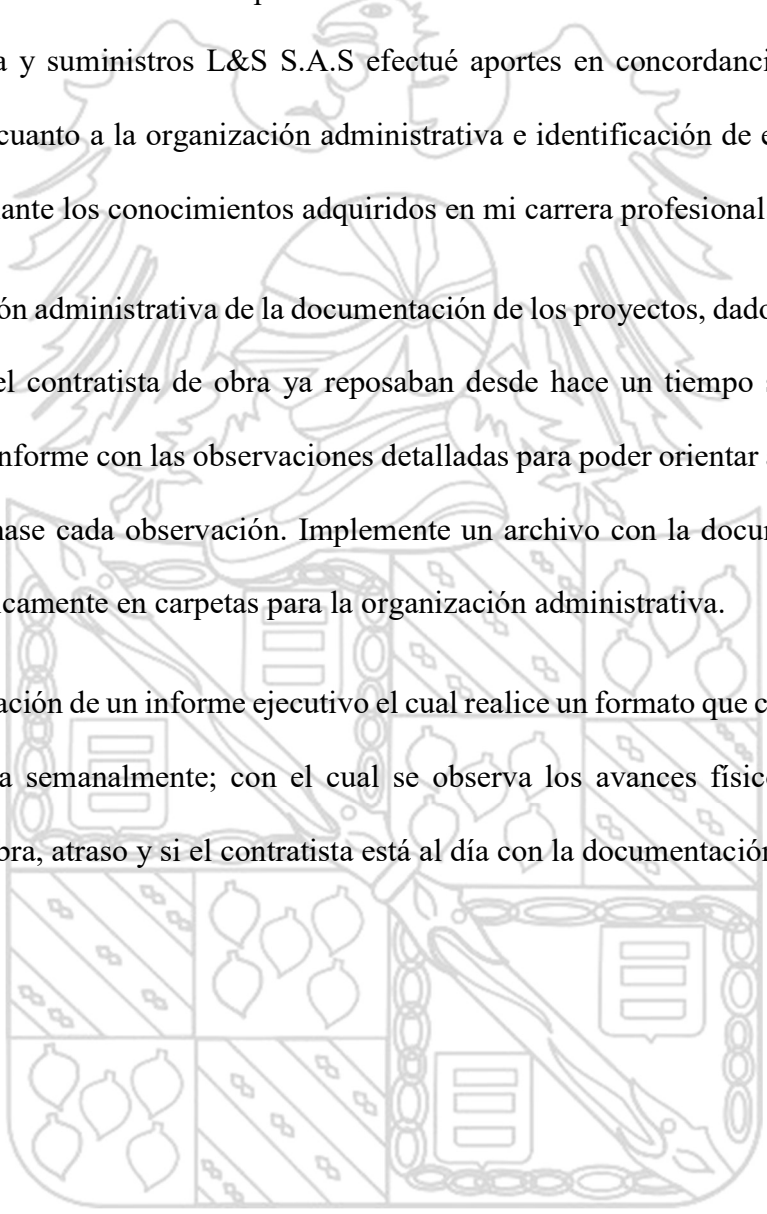 y suministros L&S S.A.S efectué aportes en concordanci
cuanto a la organización administrativa e identificación de e
ante los conocimientos adquiridos en mi carrera profesional
ón administrativa de la documentación de los proyectos, dado
el contratista de obra ya reposaban desde hace un tiempo
nforme con las observaciones detalladas para poder orientar
nase cada observación. Implemente un archivo con la docu
icamente en carpetas para la organización administrativa.
ación de un informe ejecutivo el cual realice un formato que c
a semanalmente; con el cual se observa los avances físic
bra, atraso y si el contratista está al día con la documentación